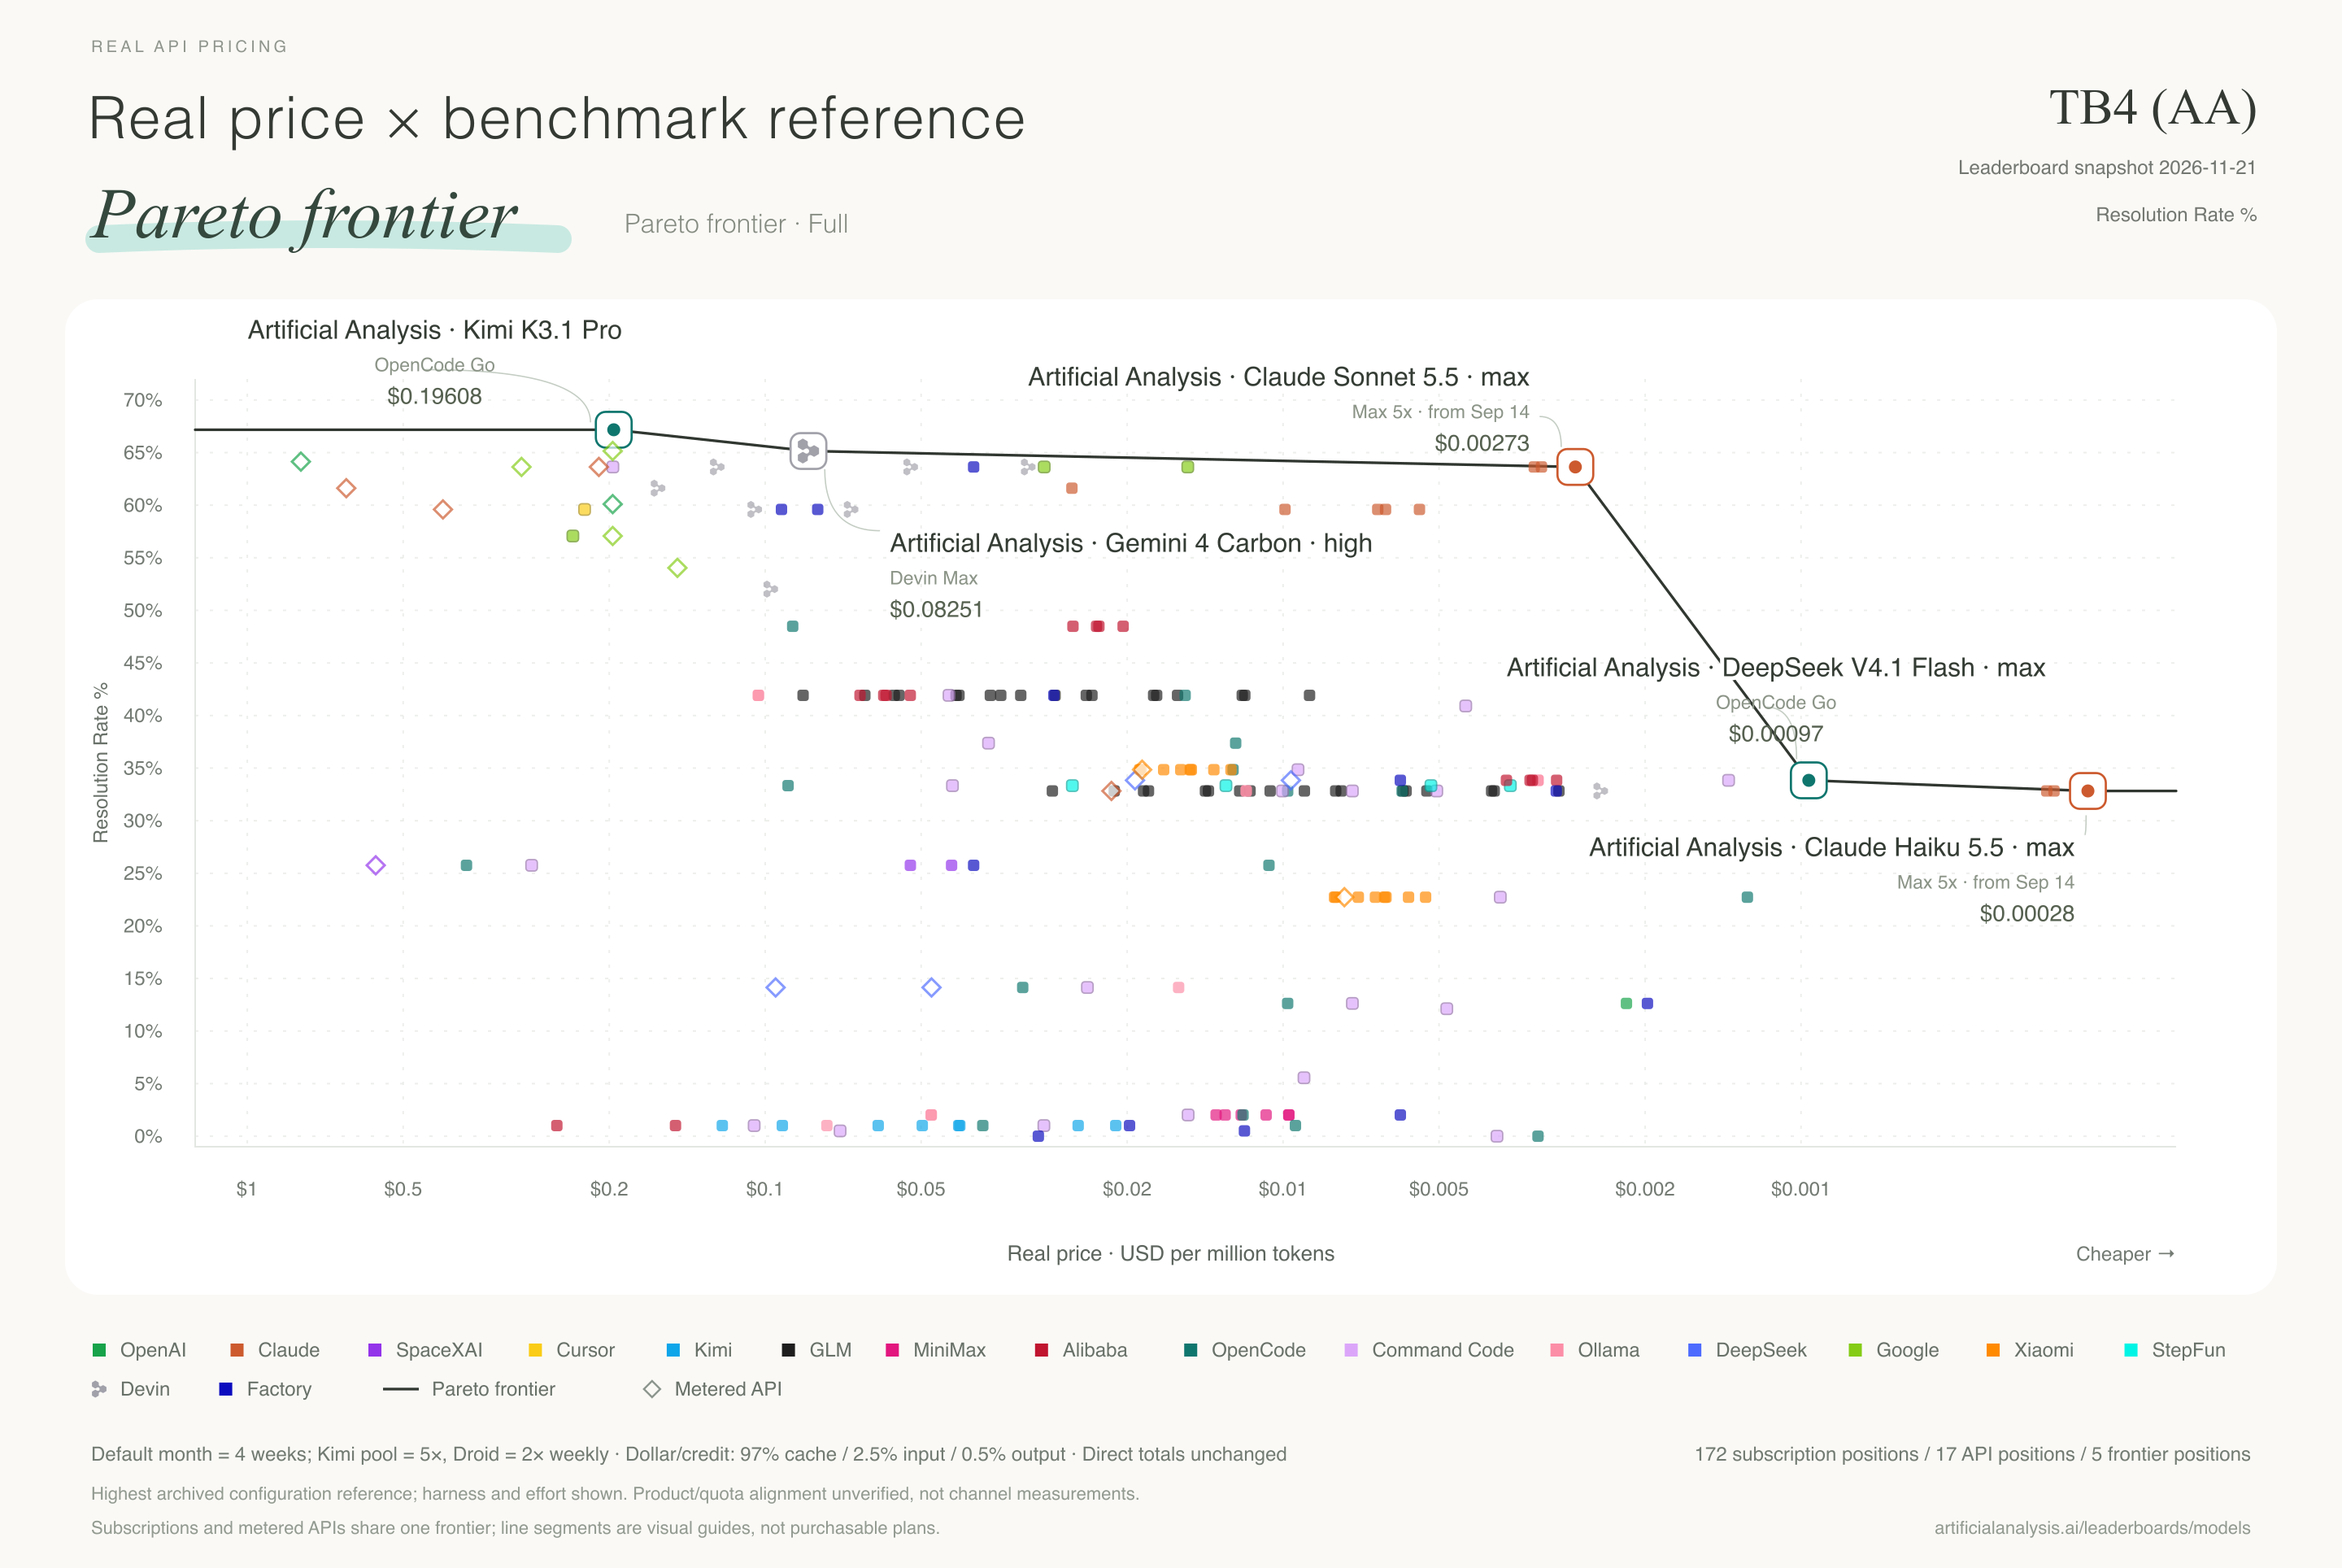 REAL API PRICING
Real price × benchmark reference
Pareto frontier
Pareto frontier · Full
TB4 (AA)
Leaderboard snapshot 2026-11-21
Resolution Rate %
Artificial Analysis · Kimi K3.1 Pro
OpenCode Go
$0.19608
Artificial Analysis · Claude Sonnet 5.5 · max
Max 5x · from Sep 14
$0.00273
Artificial Analysis · Gemini 4 Carbon · high
Devin Max
$0.08251
Artificial Analysis · DeepSeek V4.1 Flash · max
OpenCode Go
$0.00097
Artificial Analysis · Claude Haiku 5.5 · max
Max 5x · from Sep 14
$0.00028
Resolution Rate %
70%
65%
60%
55%
50%
45%
40%
35%
30%
25%
20%
15%
10%
5%
0%
$1 $0.5 $0.2 $0.1 $0.05 $0.02 $0.01 $0.005 $0.002 $0.001
Real price · USD per million tokens
Cheaper →
OpenAI Claude SpaceXAI Cursor Kimi GLM MiniMax Alibaba OpenCode Command Code Ollama DeepSeek Google Xiaomi StepFun
Devin Factory Pareto frontier Metered API
Default month = 4 weeks; Kimi pool = 5×, Droid = 2× weekly · Dollar/credit: 97% cache / 2.5% input / 0.5% output · Direct totals unchanged
172 subscription positions / 17 API positions / 5 frontier positions
Highest archived configuration reference; harness and effort shown. Product/quota alignment unverified, not channel measurements.
Subscriptions and metered APIs share one frontier; line segments are visual guides, not purchasable plans.
artificialanalysis.ai/leaderboards/models